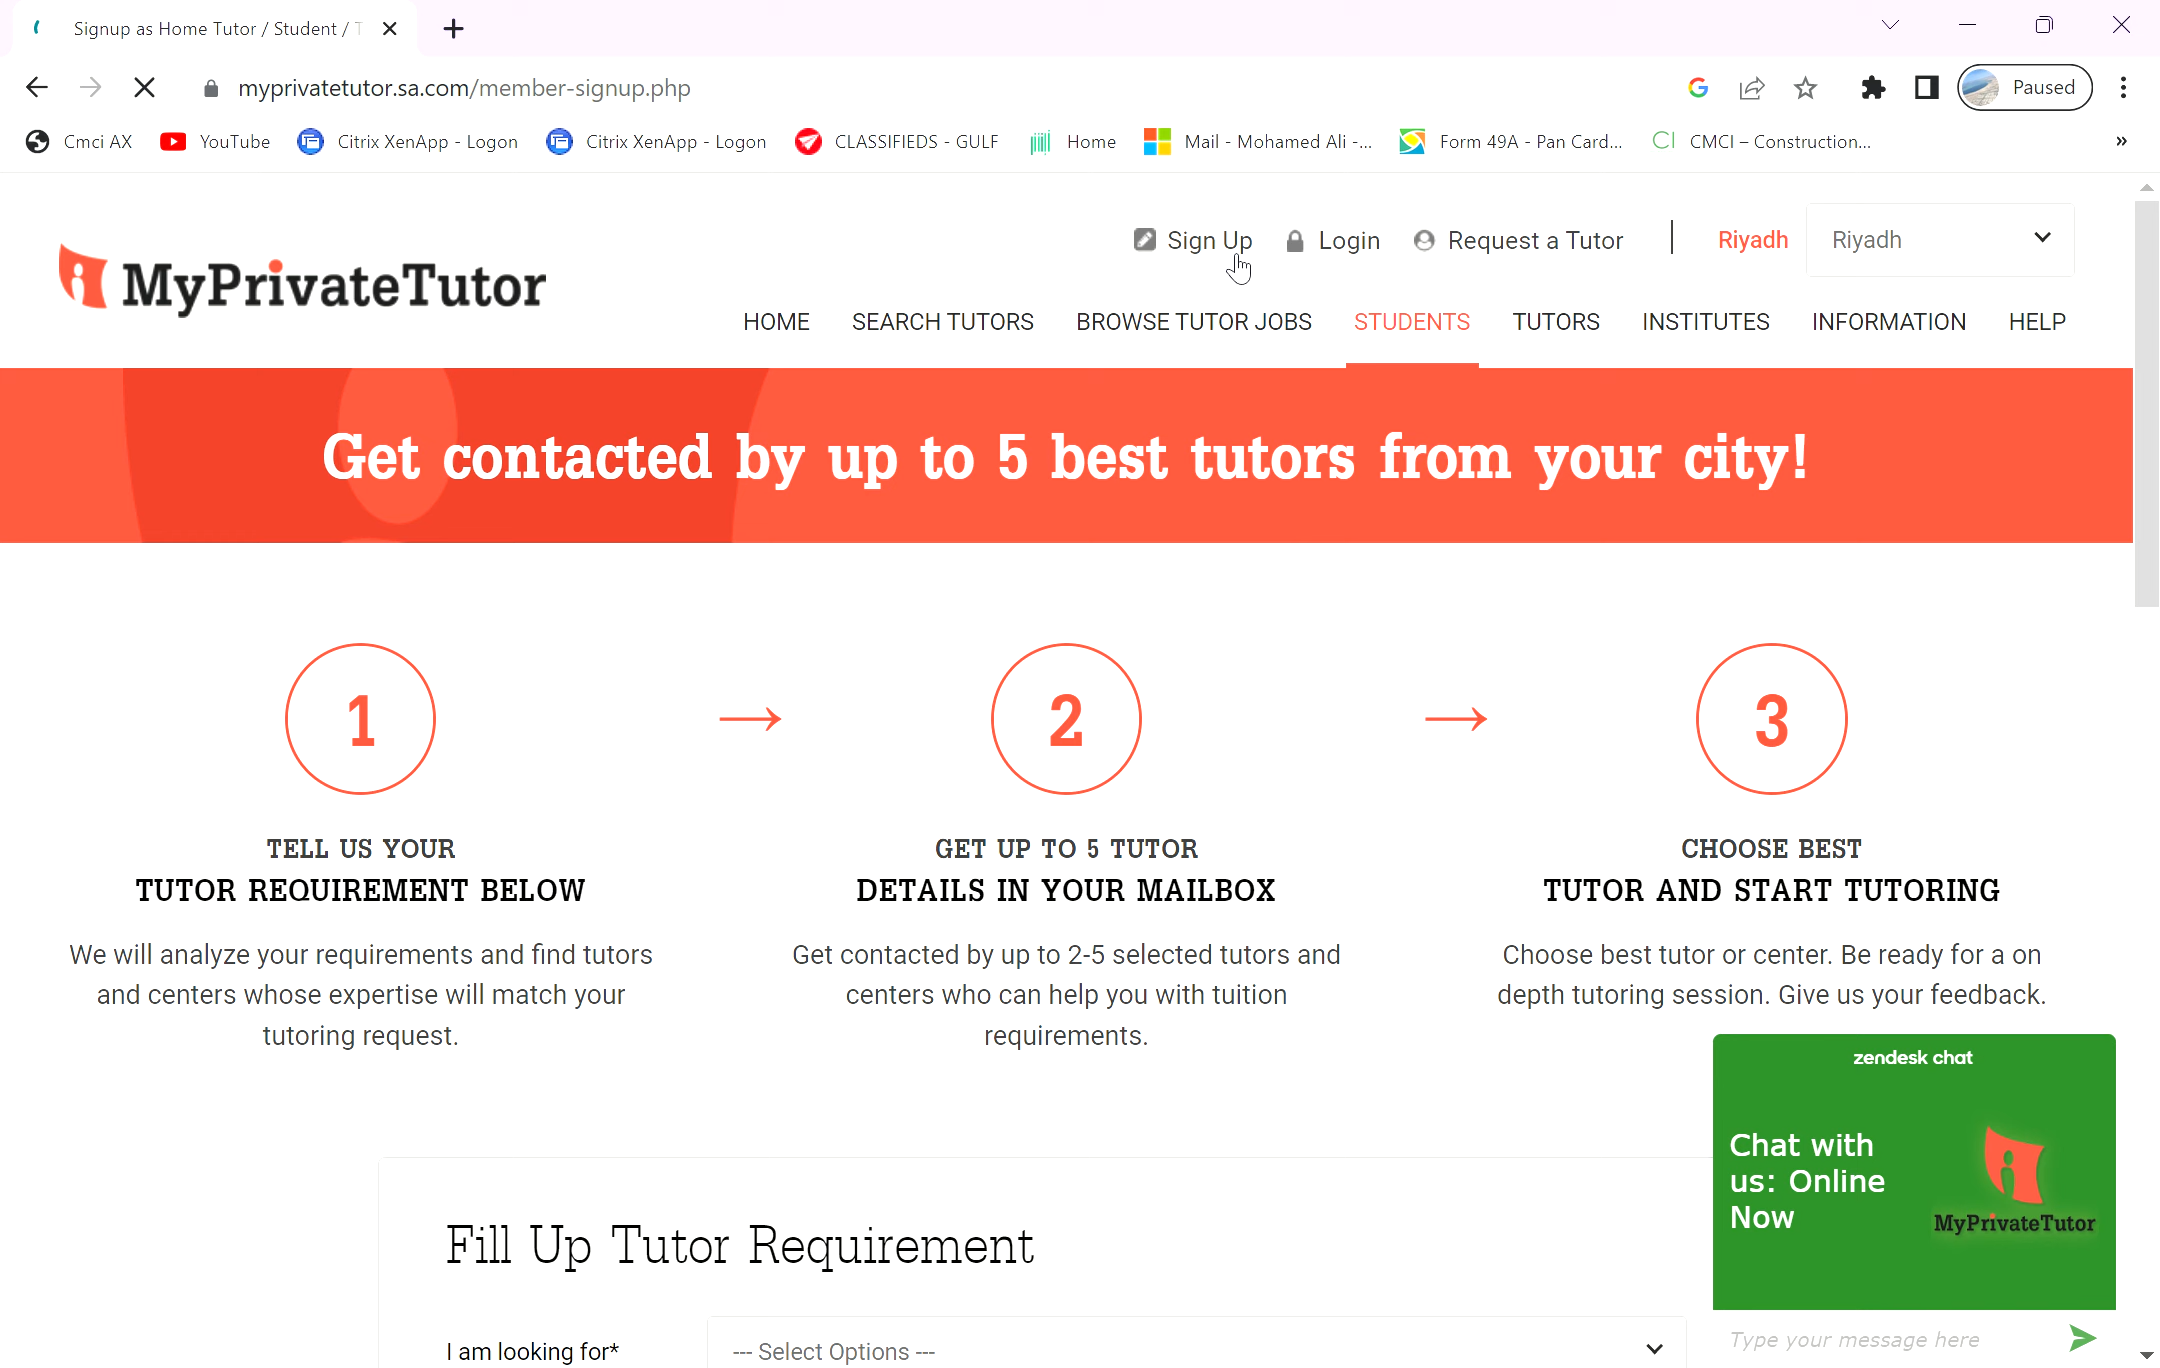 Signup as Home Tutor / Student / T
myprivatetutor.sa.com/member-signup.php
Paused
Cmci AX
YouTube
Citrix XenApp - Logon
Citrix XenApp - Logon
CLASSIFIEDS - GULF
Home
Mail - Mohamed Ali -...
Form 49A - Pan Card...
CMCI – Construction...
»
MyPrivateTutor
Sign Up
Login
Request a Tutor
Riyadh
Riyadh
HOME
SEARCH TUTORS
BROWSE TUTOR JOBS
STUDENTS
TUTORS
INSTITUTES
INFORMATION
HELP
Get contacted by up to 5 best tutors from your city!
1
TELL US YOUR
TUTOR REQUIREMENT BELOW
We will analyze your requirements and find tutors
and centers whose expertise will match your
tutoring request.
2
GET UP TO 5 TUTOR
DETAILS IN YOUR MAILBOX
Get contacted by up to 2-5 selected tutors and
centers who can help you with tuition
requirements.
3
CHOOSE BEST
TUTOR AND START TUTORING
Choose best tutor or center. Be ready for a on
depth tutoring session. Give us your feedback.
Fill Up Tutor Requirement
I am looking for*
--- Select Options ---
zendesk chat
Chat with
us: Online
Now
MyPrivateTutor
Type your message here